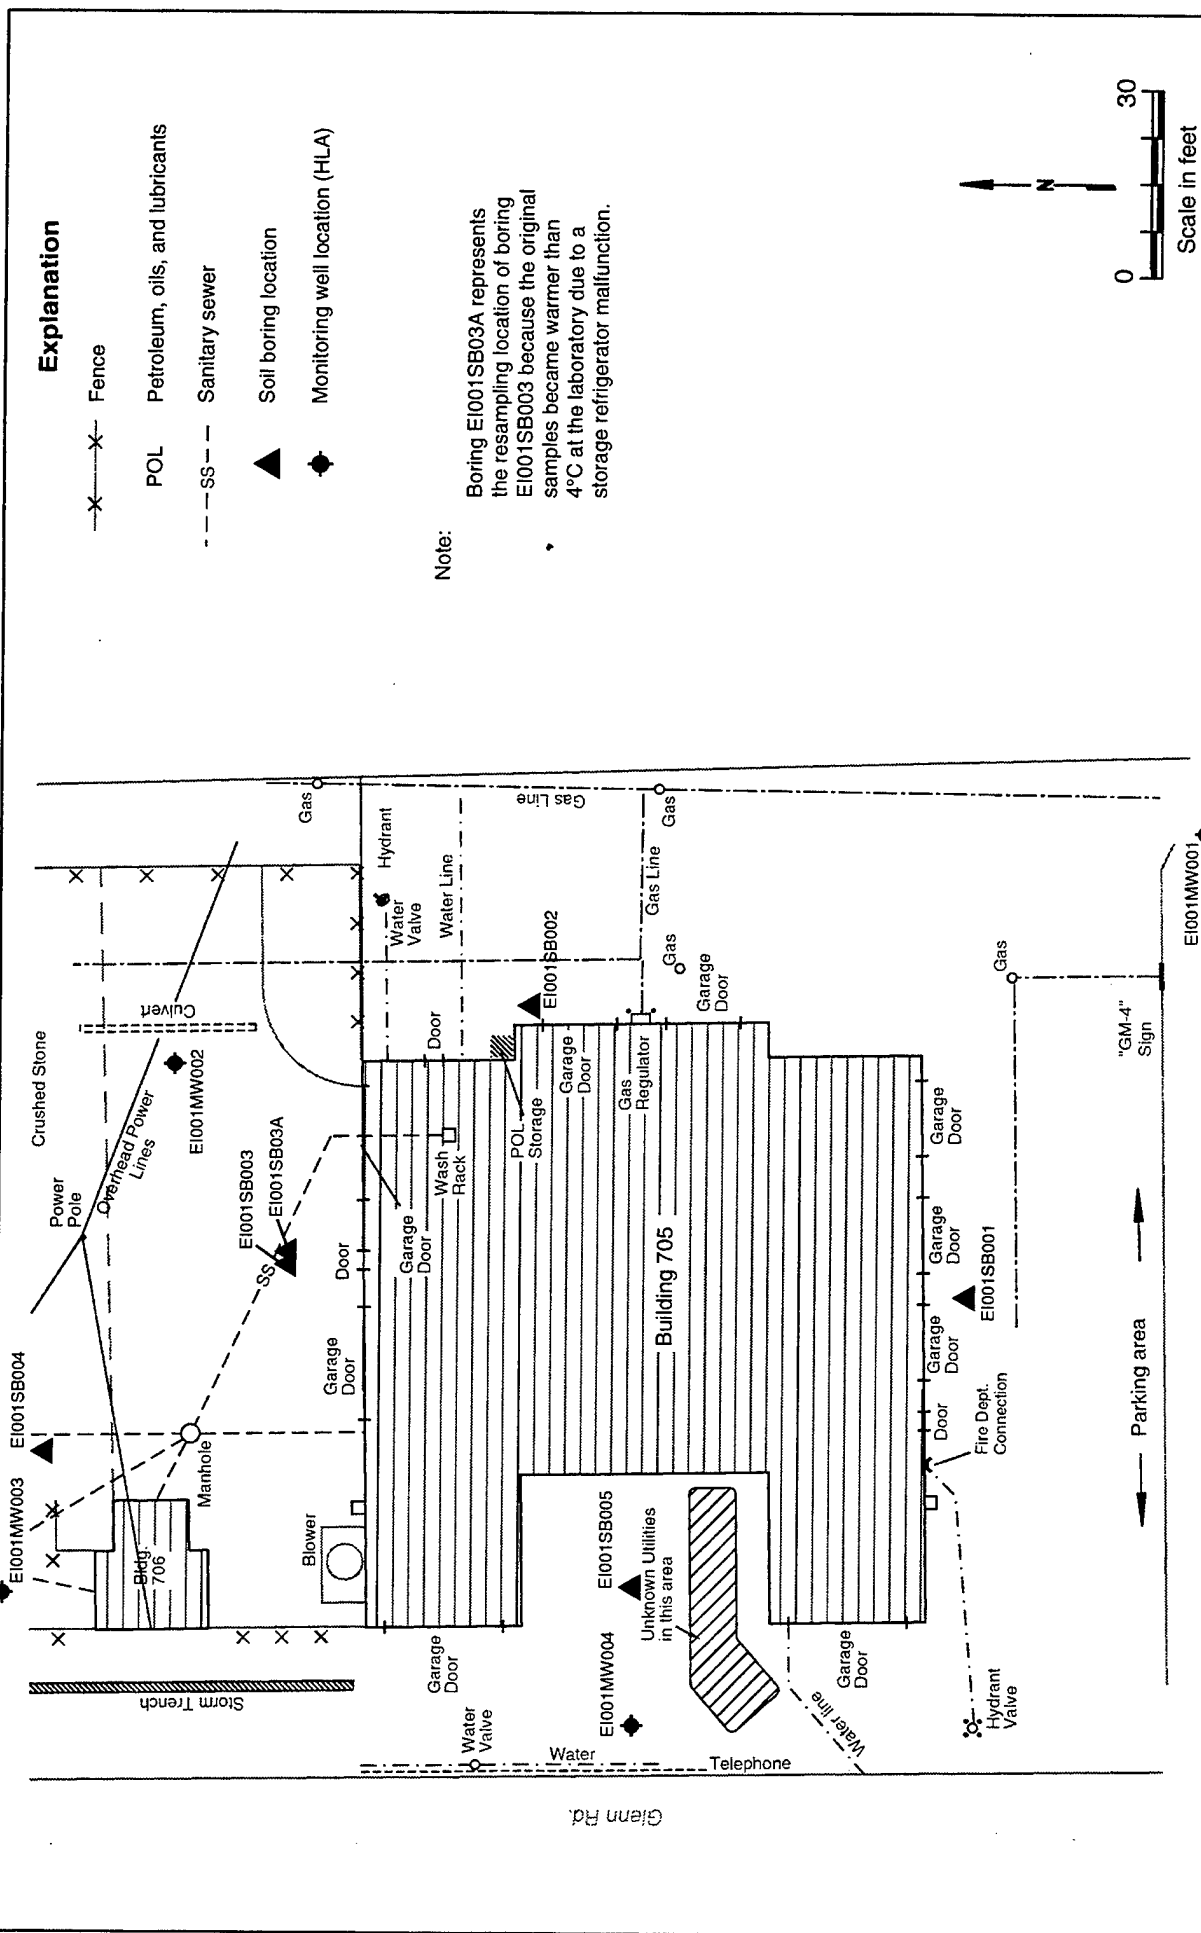 Explanation
Fence
POL Petroleum, oils, and lubricants
SS Sanitary sewer
Soil boring location
Monitoring well location (HLA)
Note:
Boring EI001SB03A represents
the resampling location of boring
EI001SB003 because the original
samples became warmer than
4°C at the laboratory due to a
storage refrigerator malfunction.
N
0 30
Scale in feet
Crushed Stone
Power
Pole
Overhead Power
Lines
Culvert
EI001MW002
EI001SB003
EI001SB03A
SS
EI001SB004
EI001MW003
Manhole
Bldg.
706
Storm Trench
Blower
Garage
Door
Door
Garage
Door
Wash
Rack
Door
Water
Valve
Hydrant
Water Line
Gas
Gas Line
Gas
Gas Line
Gas
EI001SB002
POL
Storage
Garage
Door
Gas
Regulator
Garage
Door
Building 705
Garage
Door
Water
Valve
Water
Telephone
EI001MW004
EI001SB005
Unknown Utilities
in this area
Water line
Garage
Door
Hydrant
Valve
Fire Dept.
Connection
Door
Garage
Door
Garage
Door
Garage
Door
EI001SB001
Gas
"GM-4"
Sign
EI001MW001
Parking area
Glenn Rd.